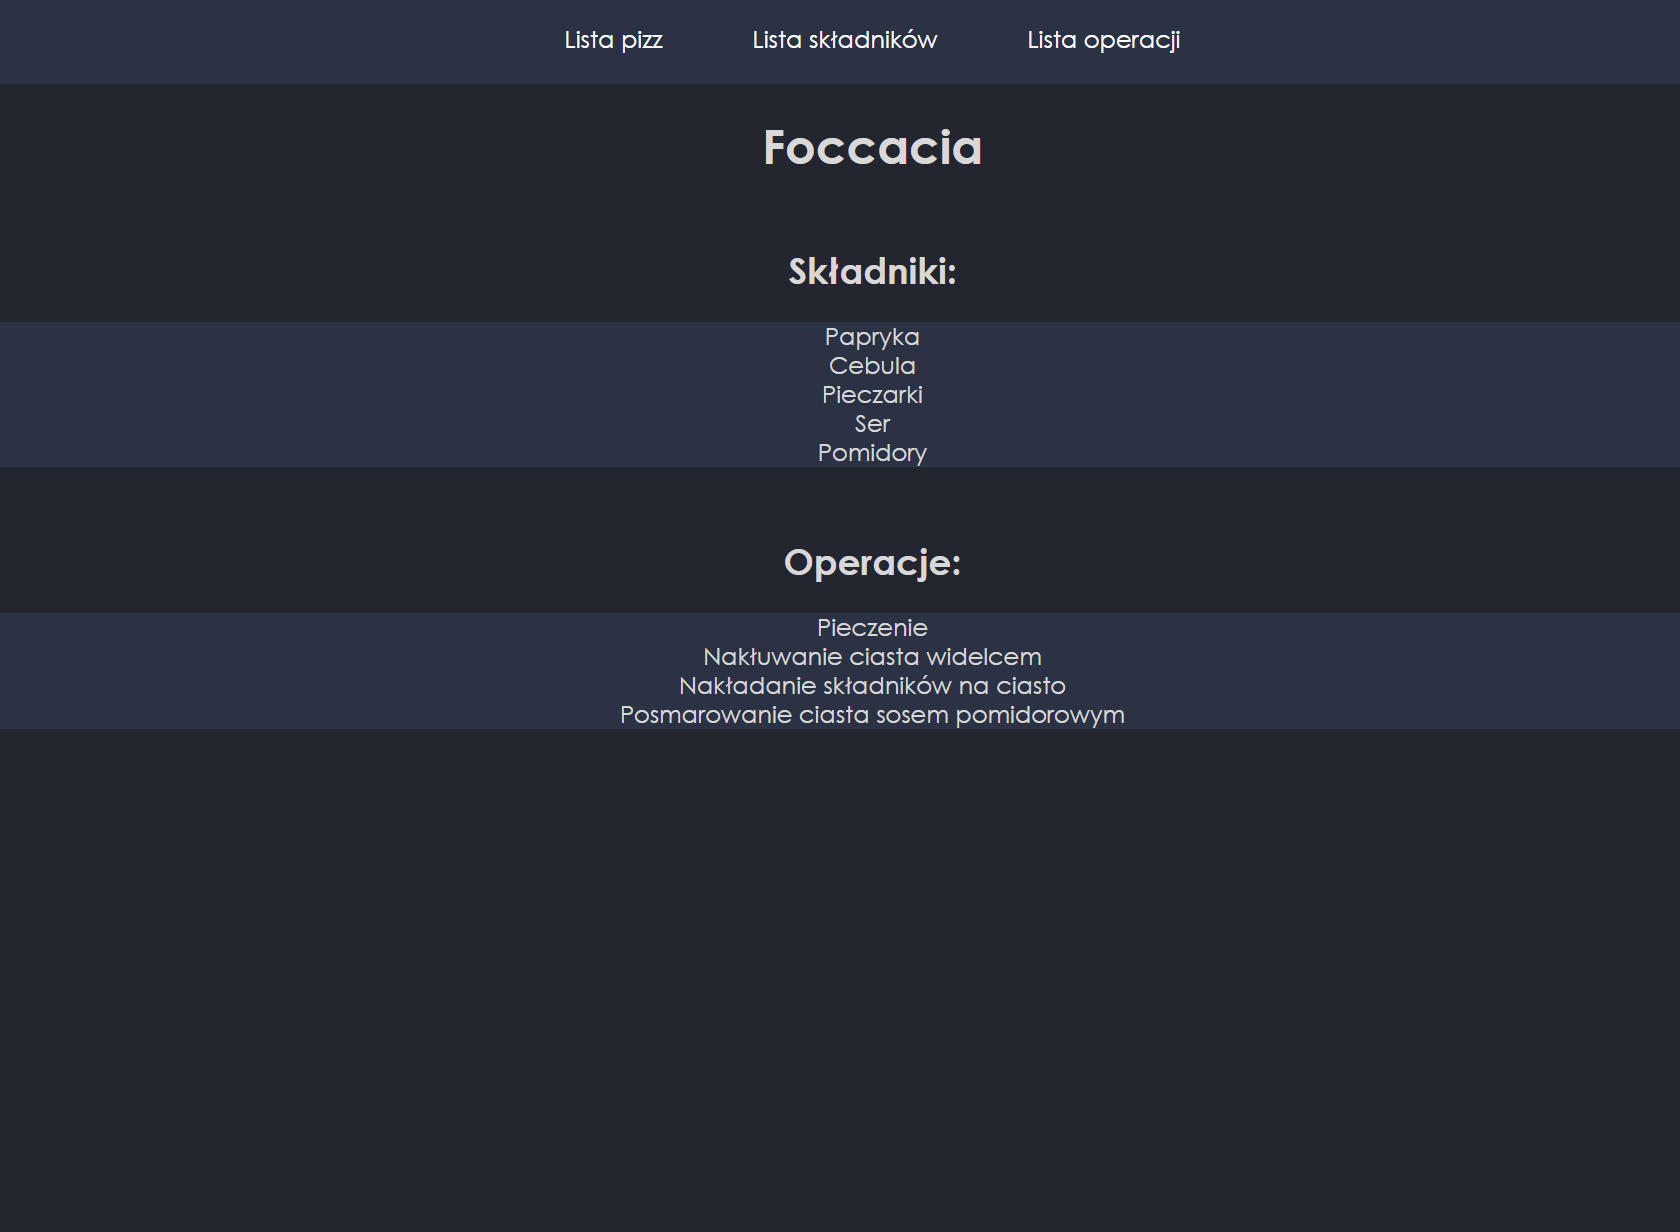 Lista pizz Lista składników Lista operacji
Foccacia
Składniki:
Papryka
Cebula
Pieczarki
Ser
Pomidory
Operacje:
Pieczenie
Nakłuwanie ciasta widelcem
Nakładanie składników na ciasto
Posmarowanie ciasta sosem pomidorowym